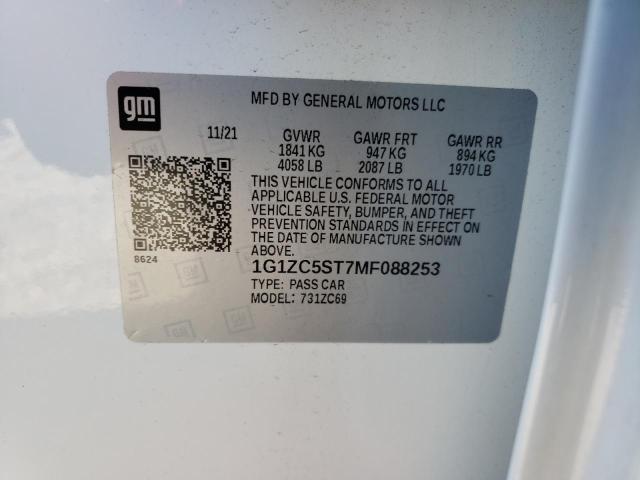 gm
MFD BY GENERAL MOTORS LLC
11/21 GVWR GAWR FRT GAWR RR
1841 KG 947 KG 894 KG
4058 LB 2087 LB 1970 LB
THIS VEHICLE CONFORMS TO ALL
APPLICABLE U.S. FEDERAL MOTOR
VEHICLE SAFETY, BUMPER, AND THEFT
PREVENTION STANDARDS IN EFFECT ON
THE DATE OF MANUFACTURE SHOWN
ABOVE.
8624
1G1ZC5ST7MF088253
TYPE: PASS CAR
MODEL: 731ZC69